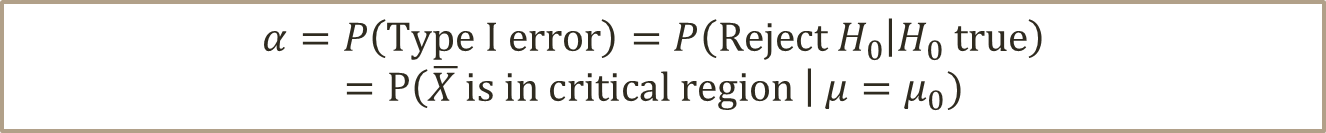 α = P(Type I error) = P(Reject H₀|H₀ true)
= P(X̅ is in critical region | μ = μ₀)